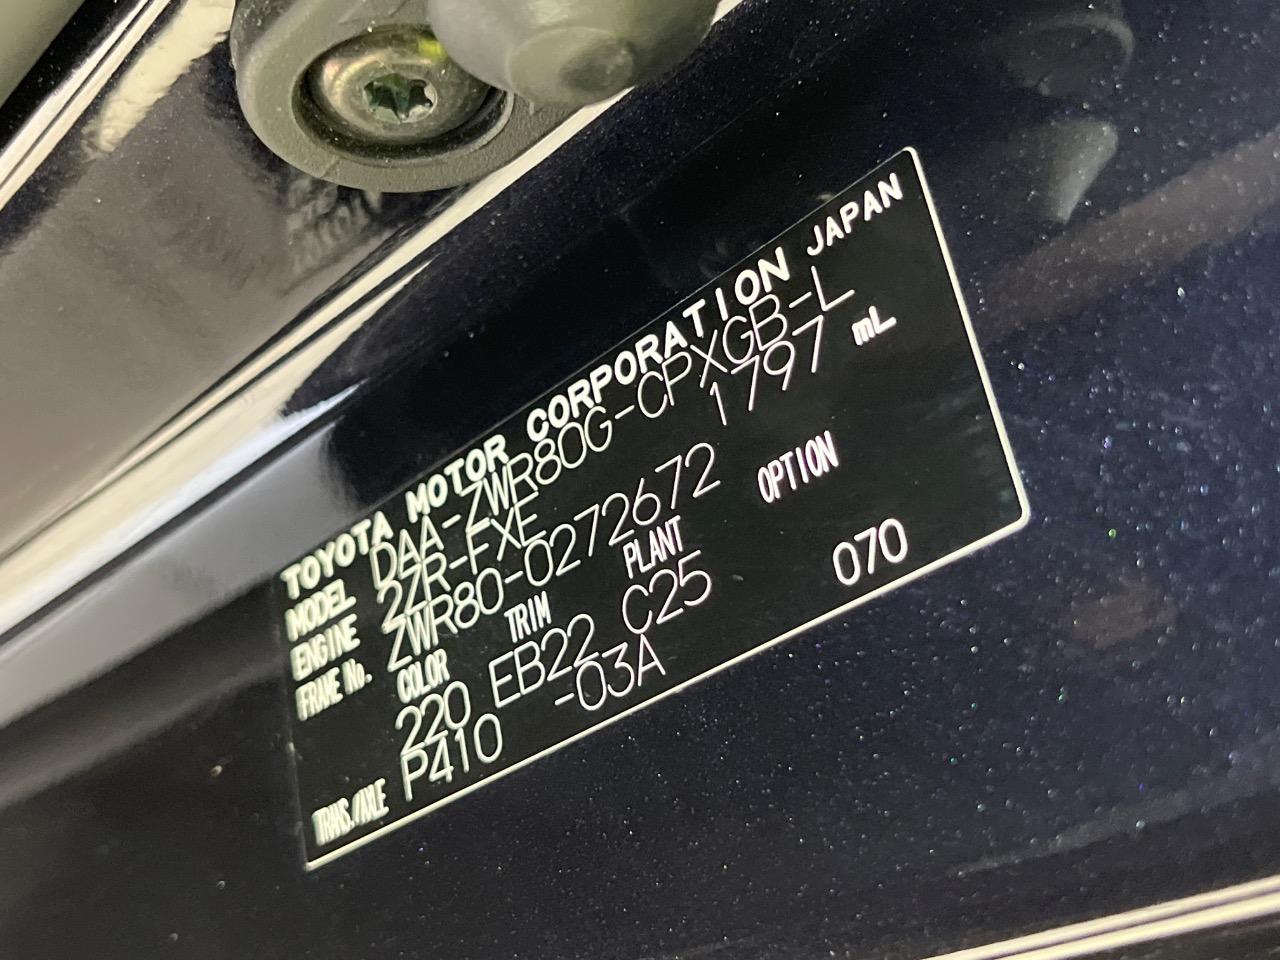 TOYOTA MOTOR CORPORATION JAPAN
MODEL DAA-ZWR80G-CPXGB-L
ENGINE 2ZR-FXE 1797 mL
FRAME No. ZWR80-0272672
COLOR TRIM PLANT OPTION
220 EB22 C25 070
TRANS./AXLE P410 -03A